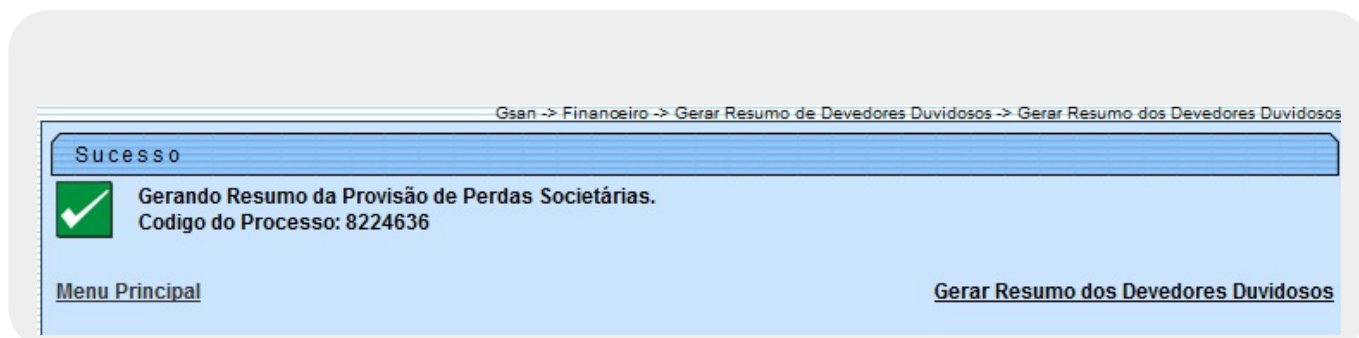 Gsan -> Financeiro -> Gerar Resumo de Devedores Duvidosos -> Gerar Resumo dos Devedores Duvidosos
Sucesso
Gerando Resumo da Provisão de Perdas Societárias.
Codigo do Processo: 8224636
Menu Principal
Gerar Resumo dos Devedores Duvidosos